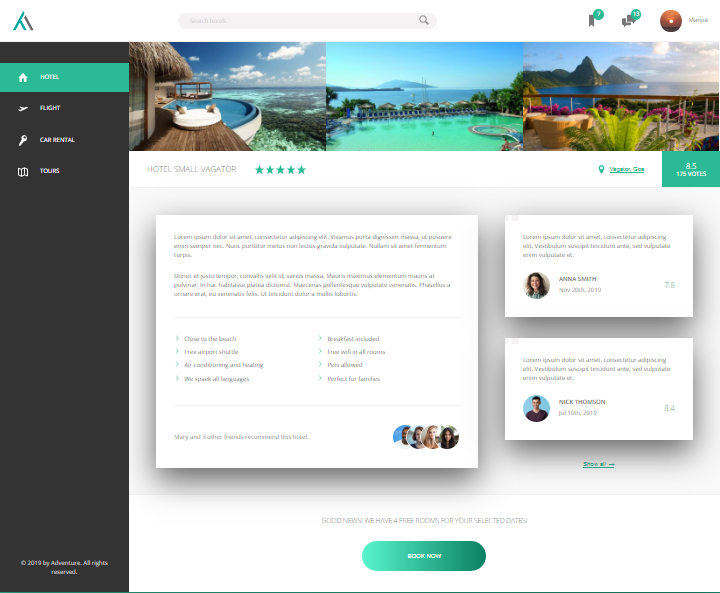 Search hotels
7
13
Maryia
HOTEL
FLIGHT
CAR RENTAL
TOURS
HOTEL SMALL VAGATOR
Vagator, Goa
8.5
175 VOTES
Lorem ipsum dolor sit amet, consectetur adipiscing elit. Vivamus porta dignissim massa, ut posuere
enim semper nec. Nunc porttitor metus non lectus gravida vulputate. Nullam sit amet fermentum
turpis.
Donec et justo tempor, convallis velit id, varius massa. Mauris maximus elementum mauris at
pulvinar. In hac habitasse platea dictumst. Maecenas pellentesque vulputate venenatis. Phasellus a
ornare erat, eu venenatis felis. Ut tincidunt dolor a mollis lobortis.
Close to the beach
Breakfast included
Free airport shuttle
Free wifi in all rooms
Air conditioning and heating
Pets allowed
We speak all languages
Perfect for families
Mary and 3 other friends recommend this hotel.
Lorem ipsum dolor sit amet, consectetur adipiscing
elit. Vestibulum suscipit tincidunt ante, sed vulputate
enim vulputate et.
ANNA SMITH
Nov 20th, 2019
7.8
Lorem ipsum dolor sit amet, consectetur adipiscing
elit. Vestibulum suscipit tincidunt ante, sed vulputate
enim vulputate et.
NICK THOMSON
Jul 10th, 2019
8.4
Show all →
GOOD NEWS! WE HAVE 4 FREE ROOMS FOR YOUR SELECTED DATES!
BOOK NOW
© 2019 by Adventure. All rights
reserved.